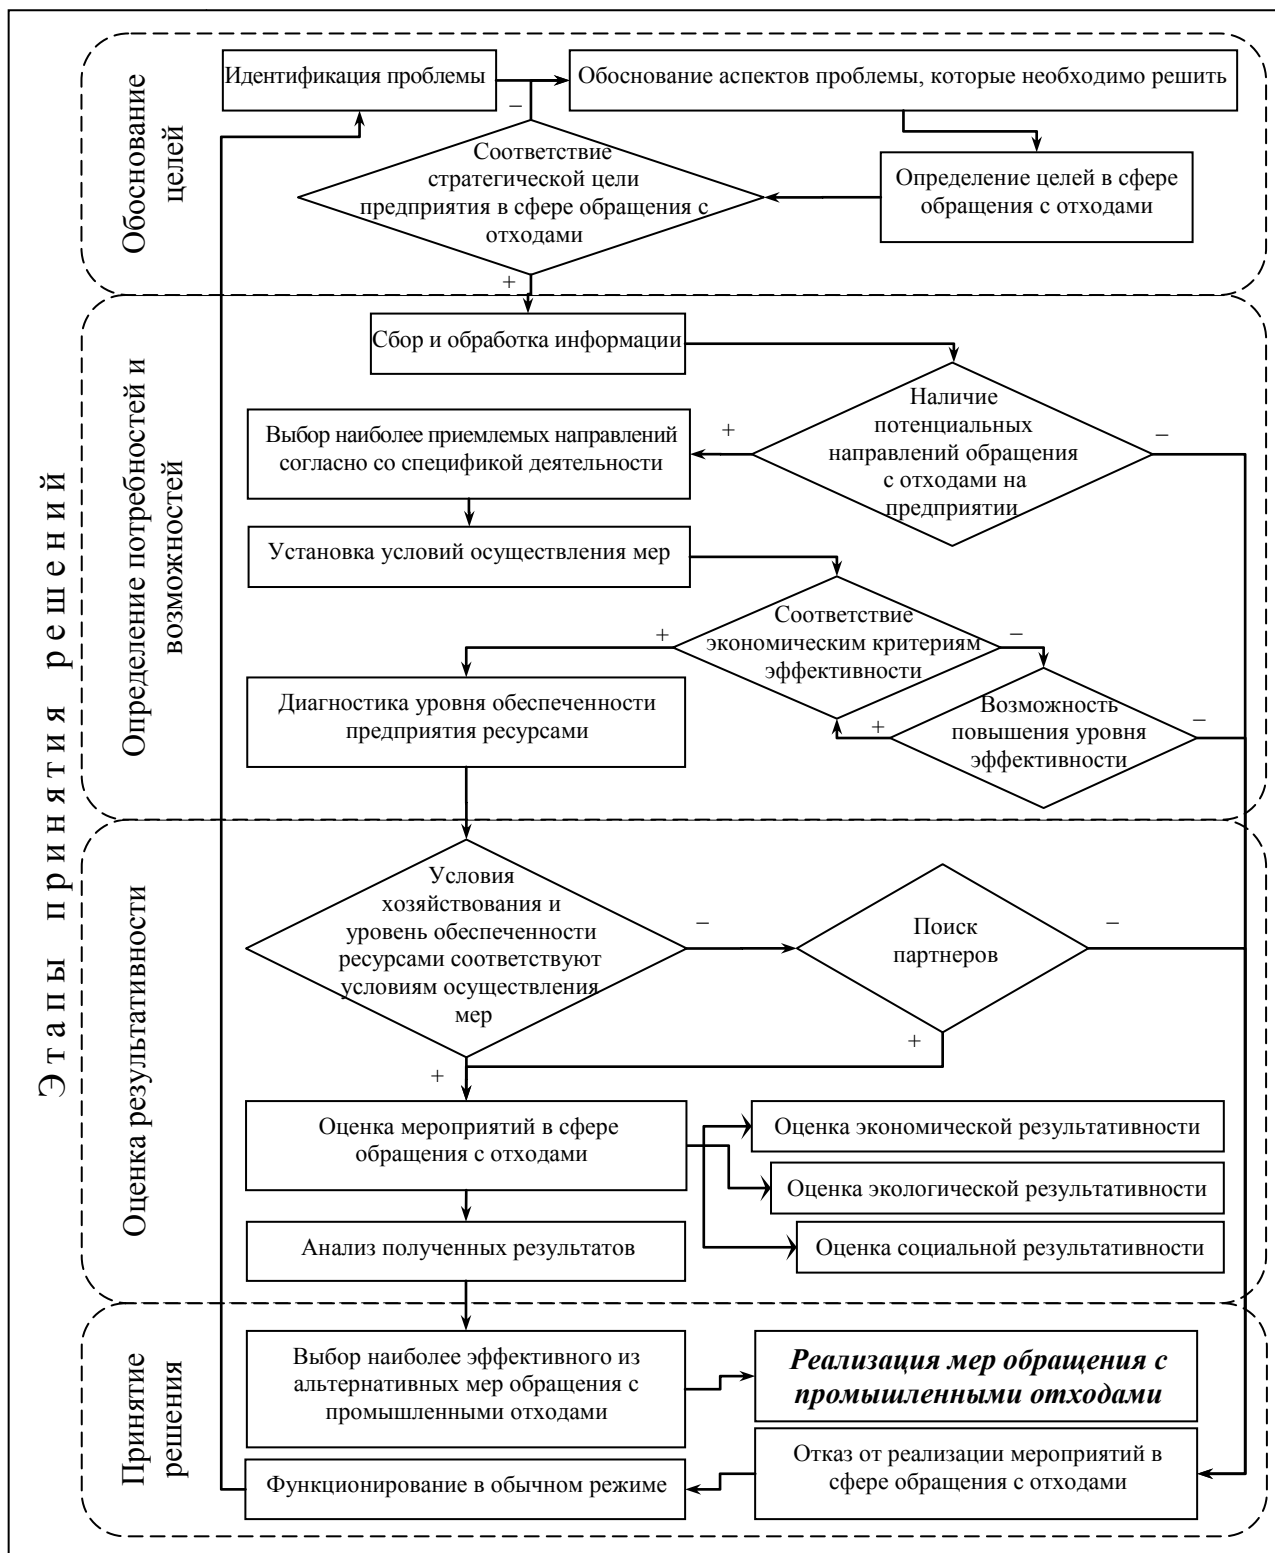 Этапы принятия решений
Обоснование
целей
Идентификация проблемы
Обоснование аспектов проблемы, которые необходимо решить
–
Соответствие
стратегической цели
предприятия в сфере обращения с
отходами
Определение целей в сфере
обращения с отходами
+
Определение потребностей и
возможностей
Сбор и обработка информации
Наличие
потенциальных
направлений обращения
с отходами на
предприятии
+
–
Выбор наиболее приемлемых направлений
согласно со спецификой деятельности
Установка условий осуществления мер
Соответствие
экономическим критериям
эффективности
+
–
Диагностика уровня обеспеченности
предприятия ресурсами
Возможность
повышения уровня
эффективности
+
–
Оценка результативности
Условия
хозяйствования и
уровень обеспеченности
ресурсами соответствуют
условиям осуществления
мер
–
Поиск
партнеров
–
+
+
Оценка мероприятий в сфере
обращения с отходами
Оценка экономической результативности
Оценка экологической результативности
Оценка социальной результативности
Анализ полученных результатов
Принятие
решения
Выбор наиболее эффективного из
альтернативных мер обращения с
промышленными отходами
Реализация мер обращения с
промышленными отходами
Отказ от реализации мероприятий в
сфере обращения с отходами
Функционирование в обычном режиме